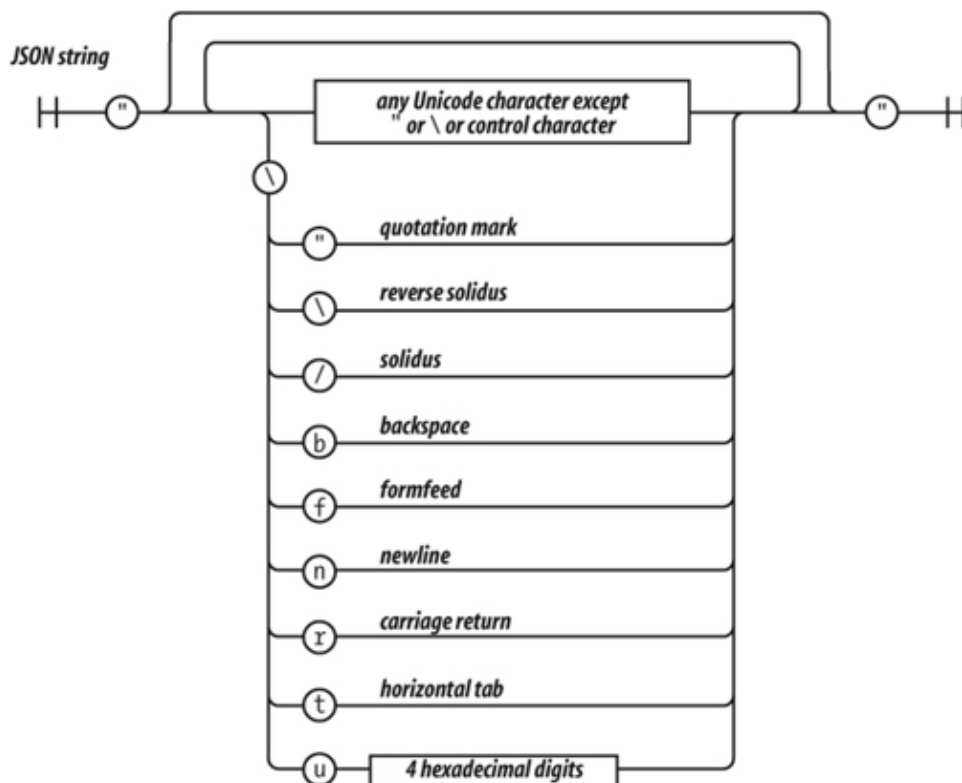 JSON string
any Unicode character except
" or \ or control character
" "
\
" quotation mark
\ reverse solidus
/ solidus
b backspace
f formfeed
n newline
r carriage return
t horizontal tab
u 4 hexadecimal digits